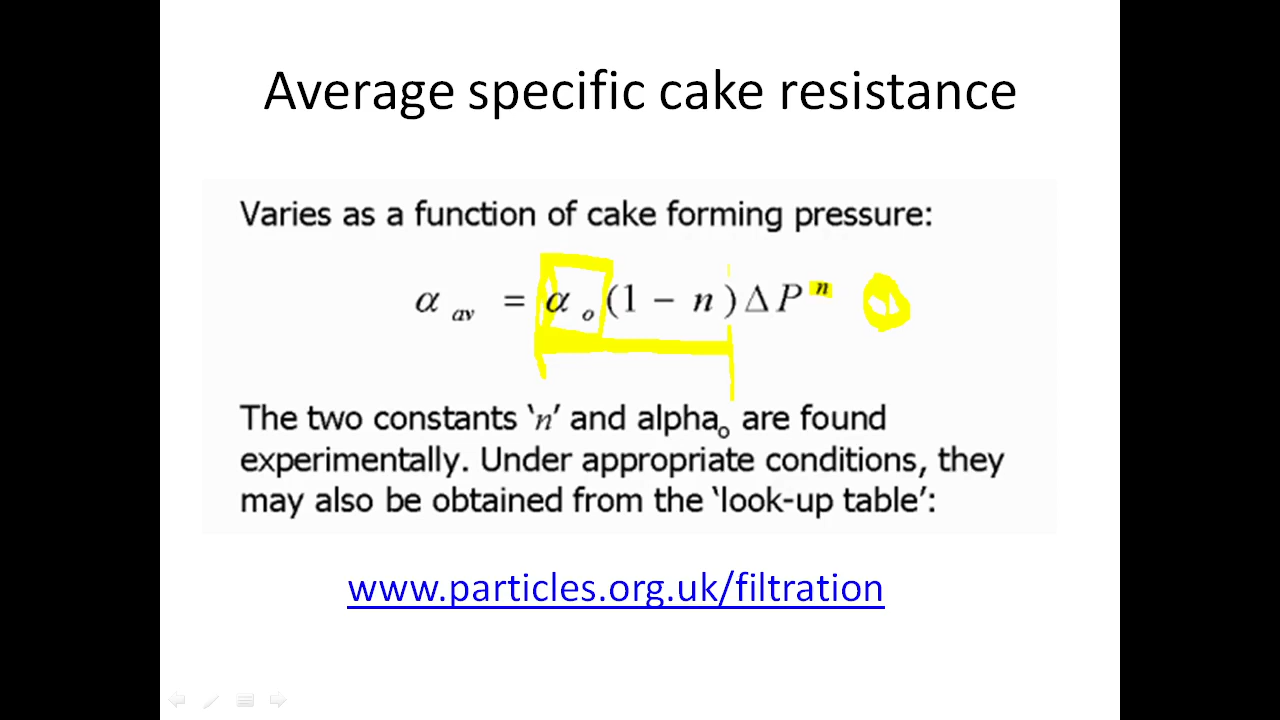 Average specific cake resistance
Varies as a function of cake forming pressure:
α av = α o (1 − n) Δ P n
The two constants ‘n’ and alphao are found
experimentally. Under appropriate conditions, they
may also be obtained from the ‘look-up table’:
www.particles.org.uk/filtration